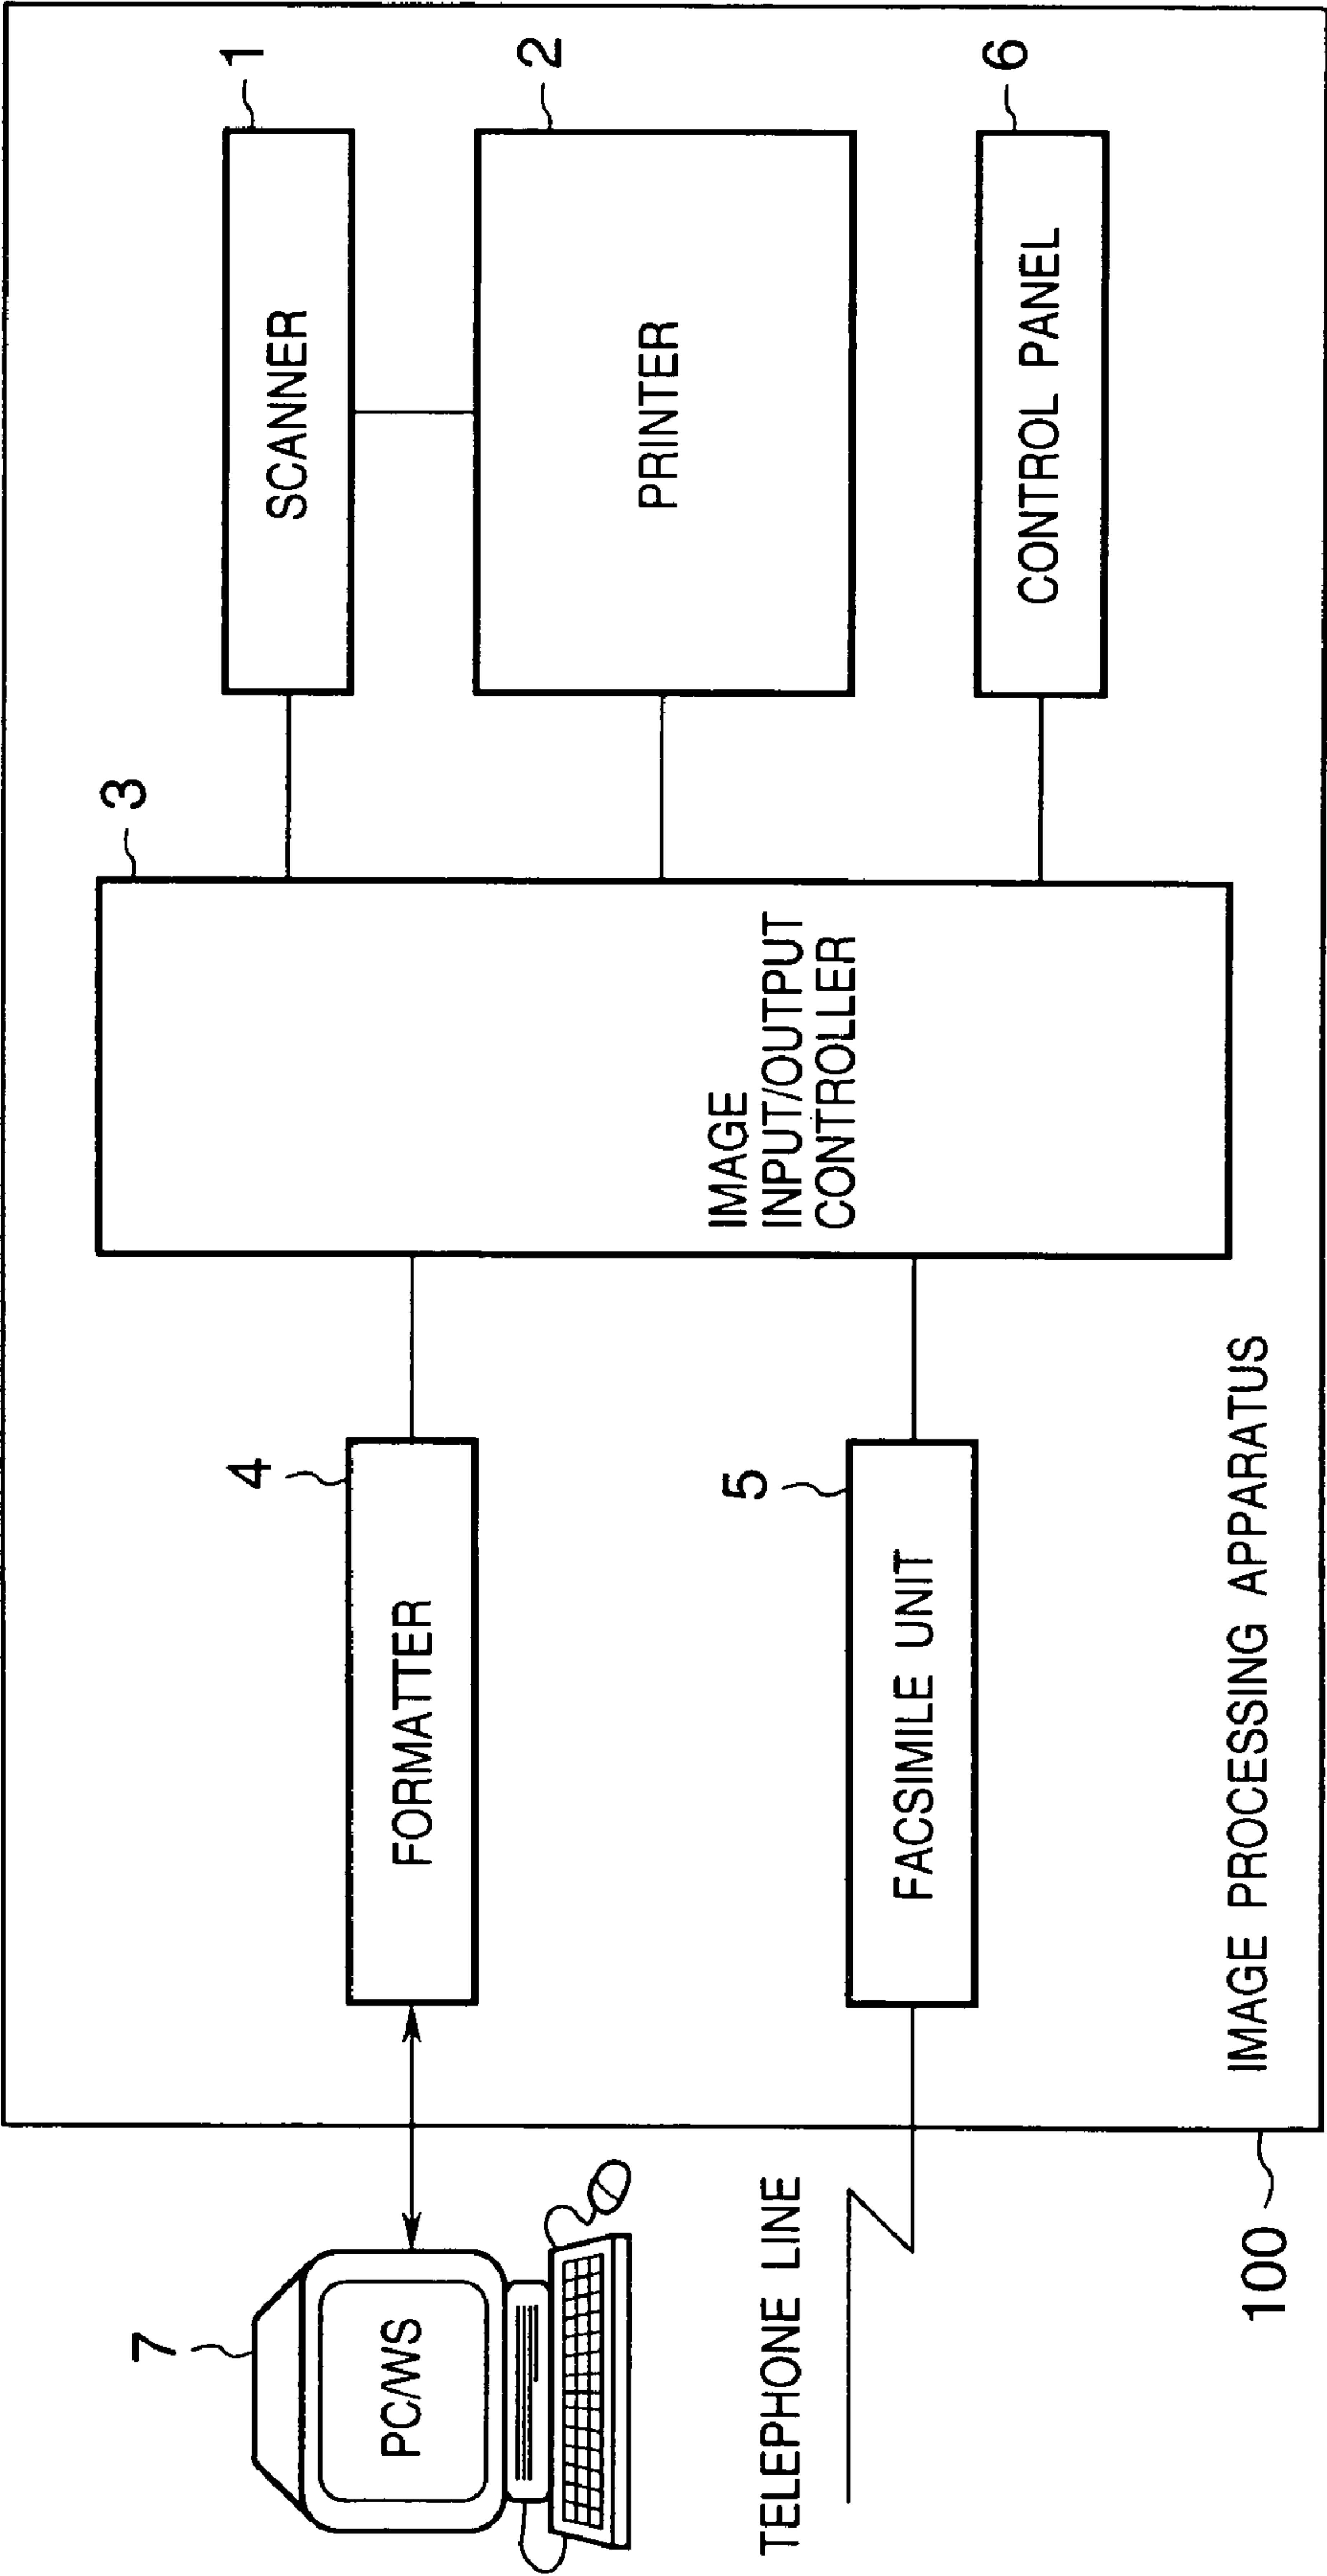 1
SCANNER
3
2
PRINTER
4
FORMATTER
7
PC/WS
IMAGE
INPUT/OUTPUT
CONTROLLER
6
CONTROL PANEL
5
FACSIMILE UNIT
TELEPHONE LINE
IMAGE PROCESSING APPARATUS
100